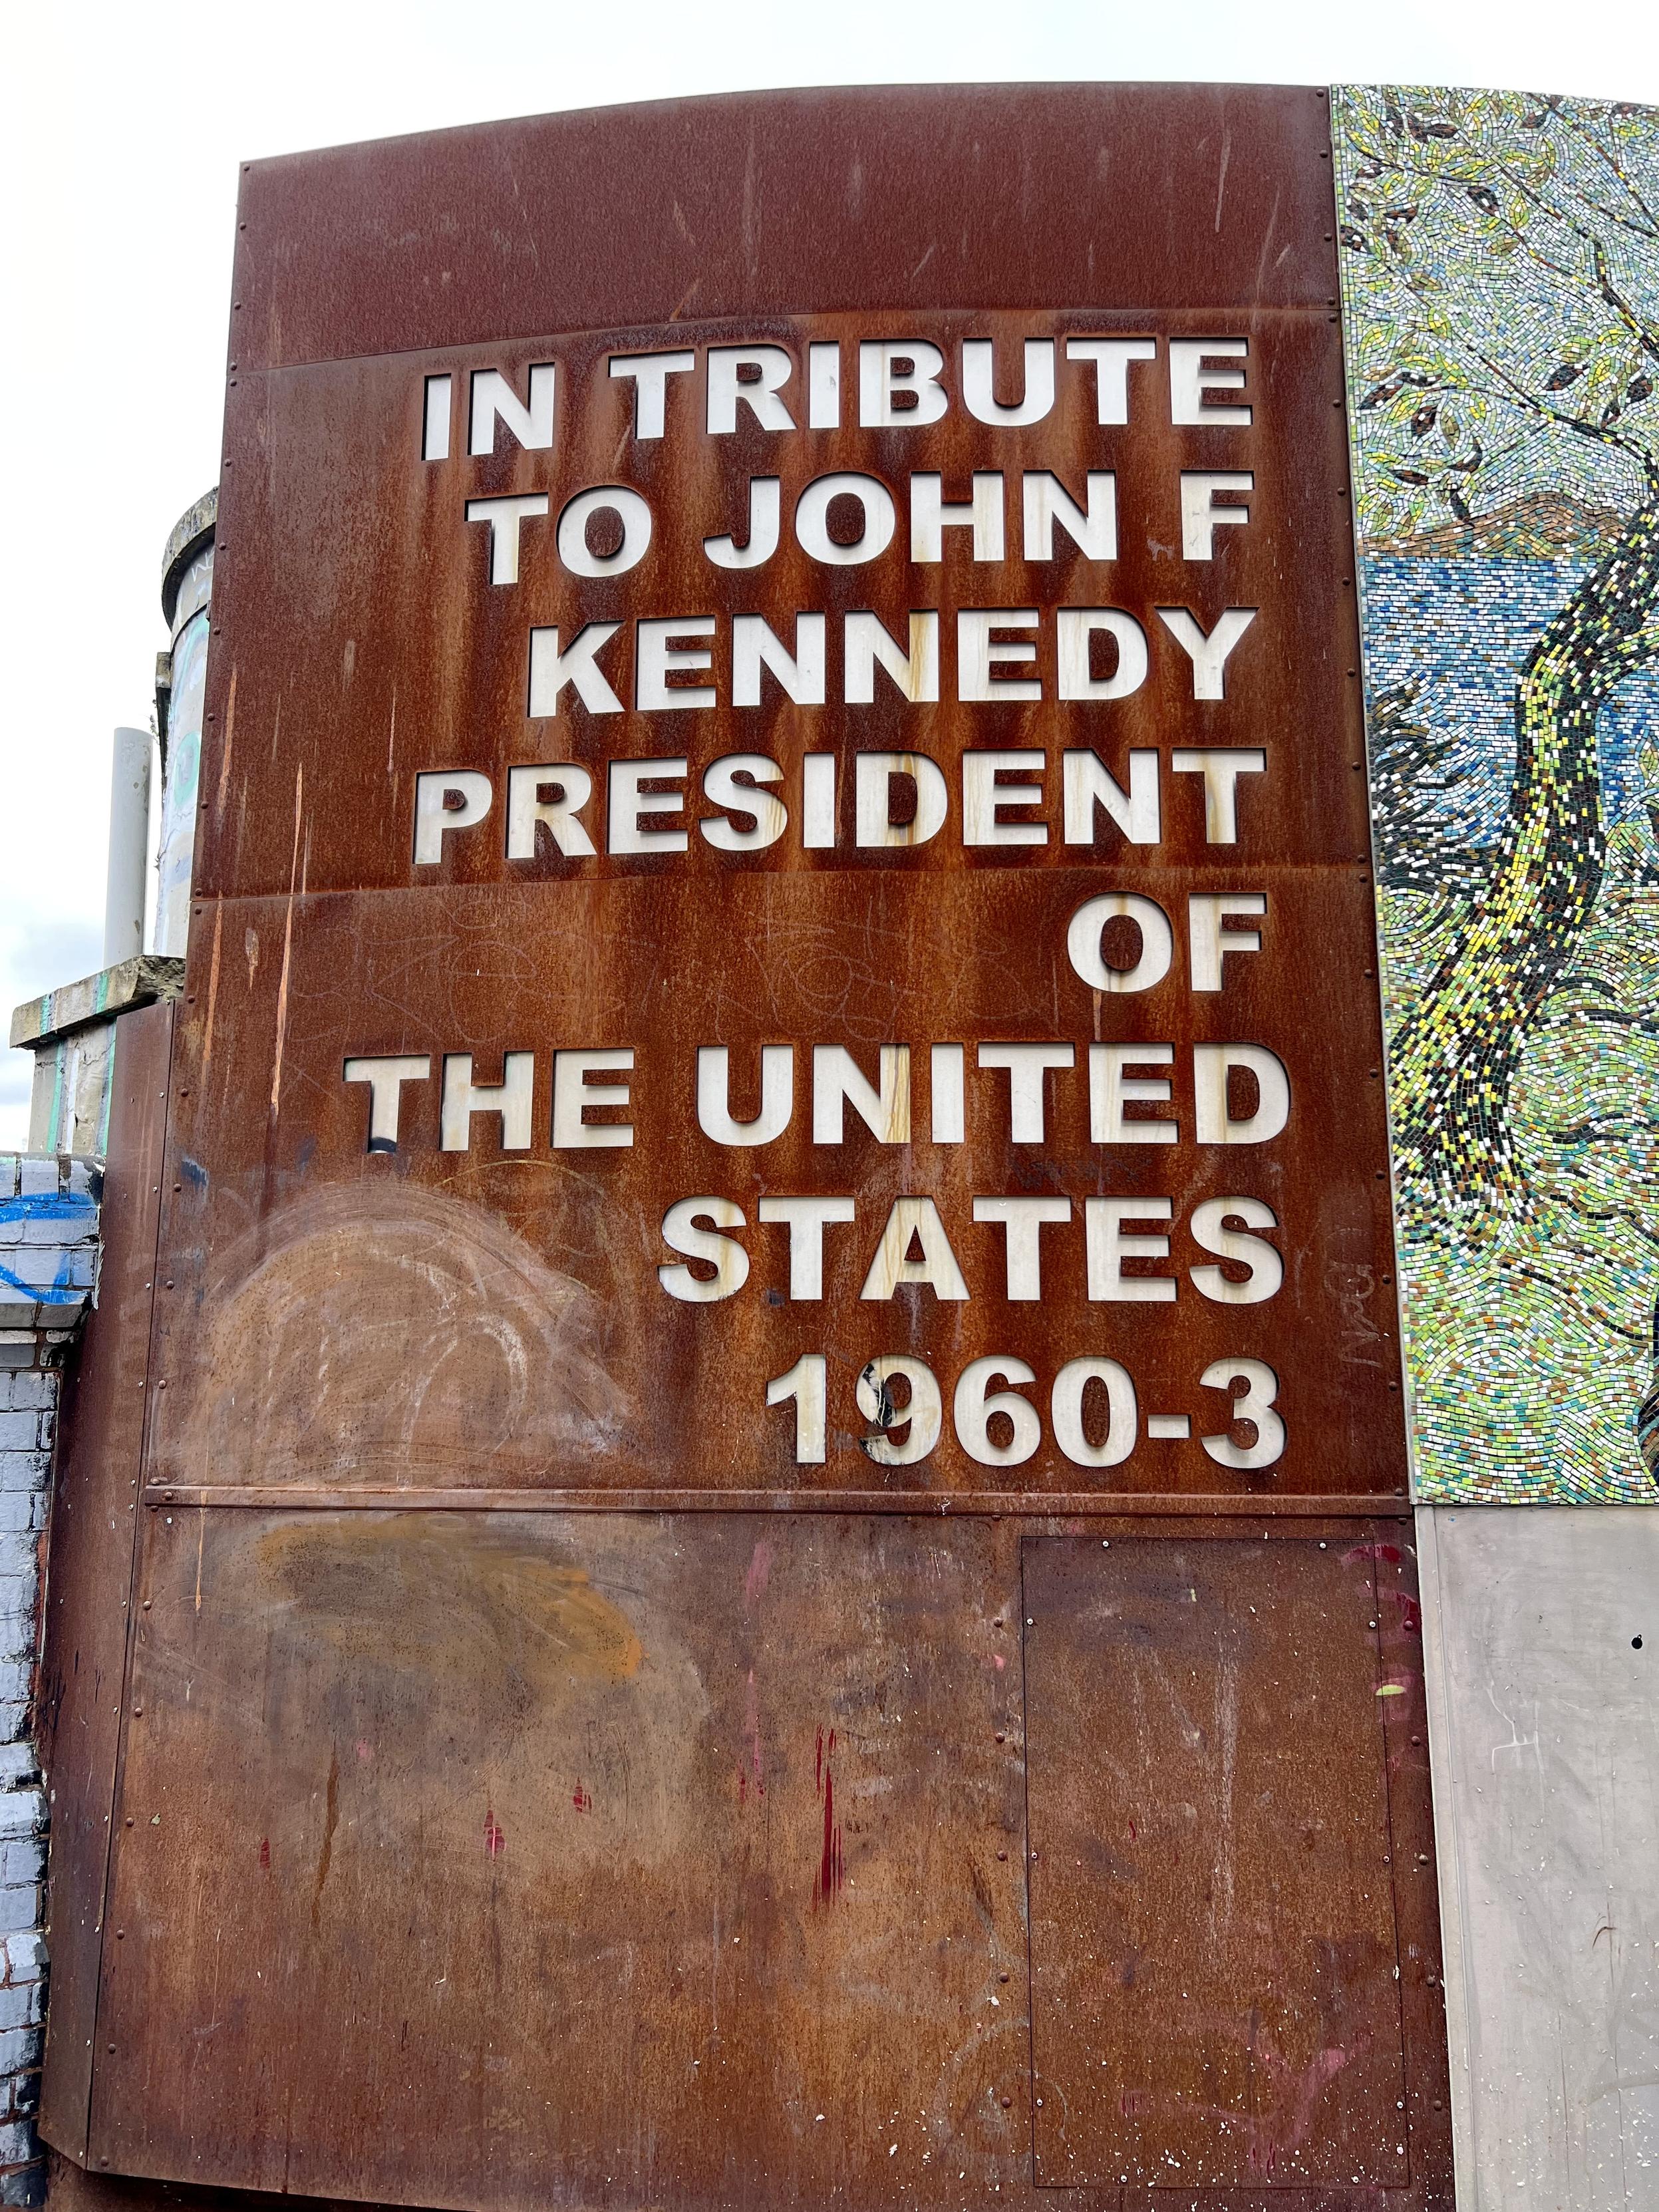 IN TRIBUTE
TO JOHN F
KENNEDY
PRESIDENT
OF
THE UNITED
STATES
1960-3